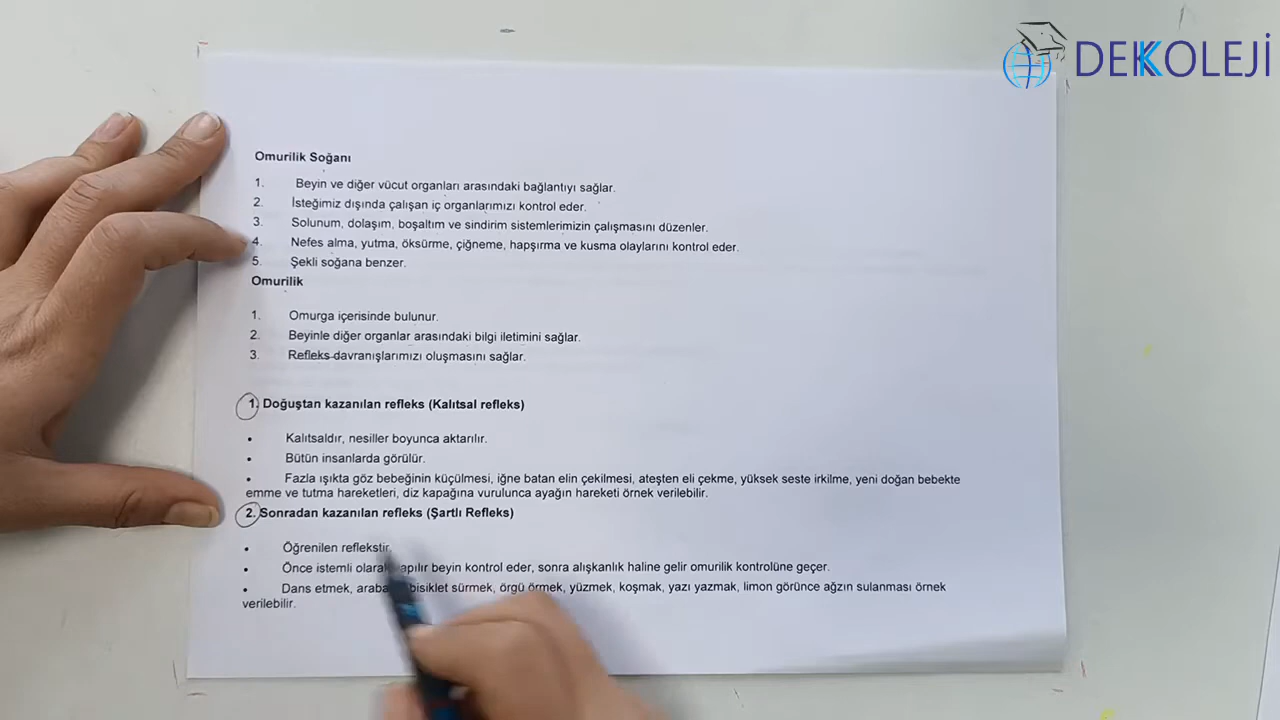 DEKKOLEJİ
Omurilik Soğanı
1. Beyin ve diğer vücut organları arasındaki bağlantıyı sağlar.
2. İsteğimiz dışında çalışan iç organlarımızı kontrol eder.
3. Solunum, dolaşım, boşaltım ve sindirim sistemlerimizin çalışmasını düzenler.
4. Nefes alma, yutma, öksürme, çiğneme, hapşırma ve kusma olaylarını kontrol eder.
5. Şekli soğana benzer.
Omurilik
1. Omurga içerisinde bulunur.
2. Beyinle diğer organlar arasındaki bilgi iletimini sağlar.
3. Refleks davranışlarımızı oluşmasını sağlar.
1. Doğuştan kazanılan refleks (Kalıtsal refleks)
• Kalıtsaldır, nesiller boyunca aktarılır.
• Bütün insanlarda görülür.
• Fazla ışıkta göz bebeğinin küçülmesi, iğne batan elin çekilmesi, ateşten eli çekme, yüksek seste irkilme, yeni doğan bebekte
emme ve tutma hareketleri, diz kapağına vurulunca ayağın hareketi örnek verilebilir.
2. Sonradan kazanılan refleks (Şartlı Refleks)
• Öğrenilen reflekstir.
• Önce istemli olarak yapılır beyin kontrol eder, sonra alışkanlık haline gelir omurilik kontrolüne geçer.
• Dans etmek, araba bisiklet sürmek, örgü örmek, yüzmek, koşmak, yazı yazmak, limon görünce ağzın sulanması örnek
verilebilir.